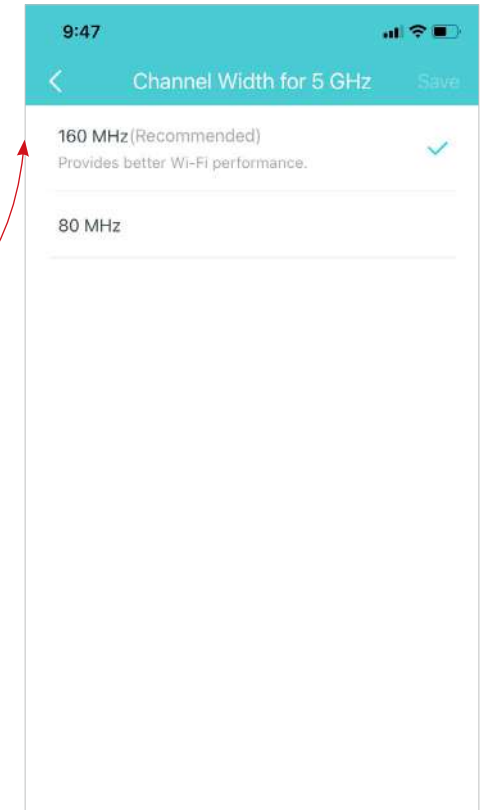 9:47
Channel Width for 5 GHz Save
160 MHz(Recommended)
Provides better Wi-Fi performance.
80 MHz